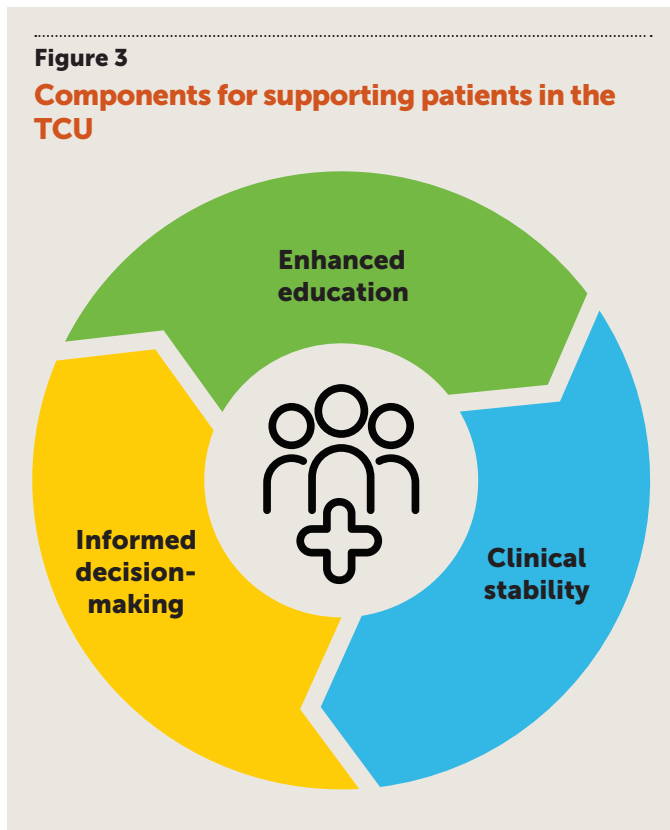 Figure 3
Components for supporting patients in the
TCU
Enhanced
education
Informed
decision-
making
Clinical
stability